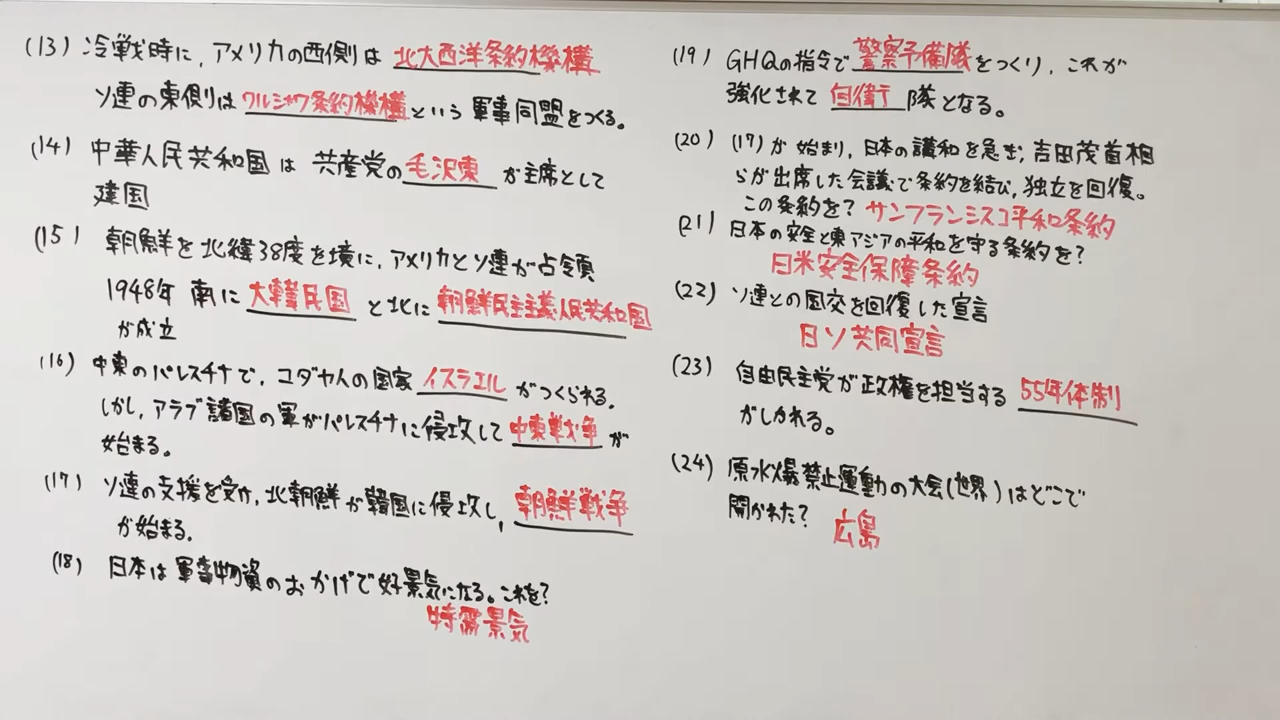 (13) 冷戦時に、アメリカの西側は 北大西洋条約機構
ソ連の東側は ワルシャワ条約機構 という 軍事同盟をつくる。
(14) 中華人民共和国は 共産党の 毛沢東 が主席として
建国
(15) 朝鮮を北緯38度を境に、アメリカとソ連が占領
1948年 南に 大韓民国 と北に 朝鮮民主主義人民共和国
が成立
(16) 中東のパレスチナで、ユダヤ人の国家 イスラエル がつくられる。
しかし、アラブ諸国の軍がパレスチナに侵攻して 中東戦争 が
始まる。
(17) ソ連の支援を受け、北朝鮮が韓国に侵攻し、 朝鮮戦争
が始まる。
(18) 日本は軍事物資のおかげで好景気になる。これを?
特需景気
(19) GHQの指令で 警察予備隊 をつくり、これが
強化されて 自衛 隊となる。
(20) (17)が始まり、日本の講和を急ぎ、吉田茂首相
らが出席した会議で条約を結び、独立を回復。
この条約を? サンフランシスコ平和条約
(21) 日本の安全と東アジアの平和を守る条約を?
日米安全保障条約
(22) ソ連との国交を回復した宣言
日ソ共同宣言
(23) 自由民主党が政権を担当する 55年体制
がしかれる。
(24) 原水爆禁止運動の大会(世界)はどこで
開かれた? 広島